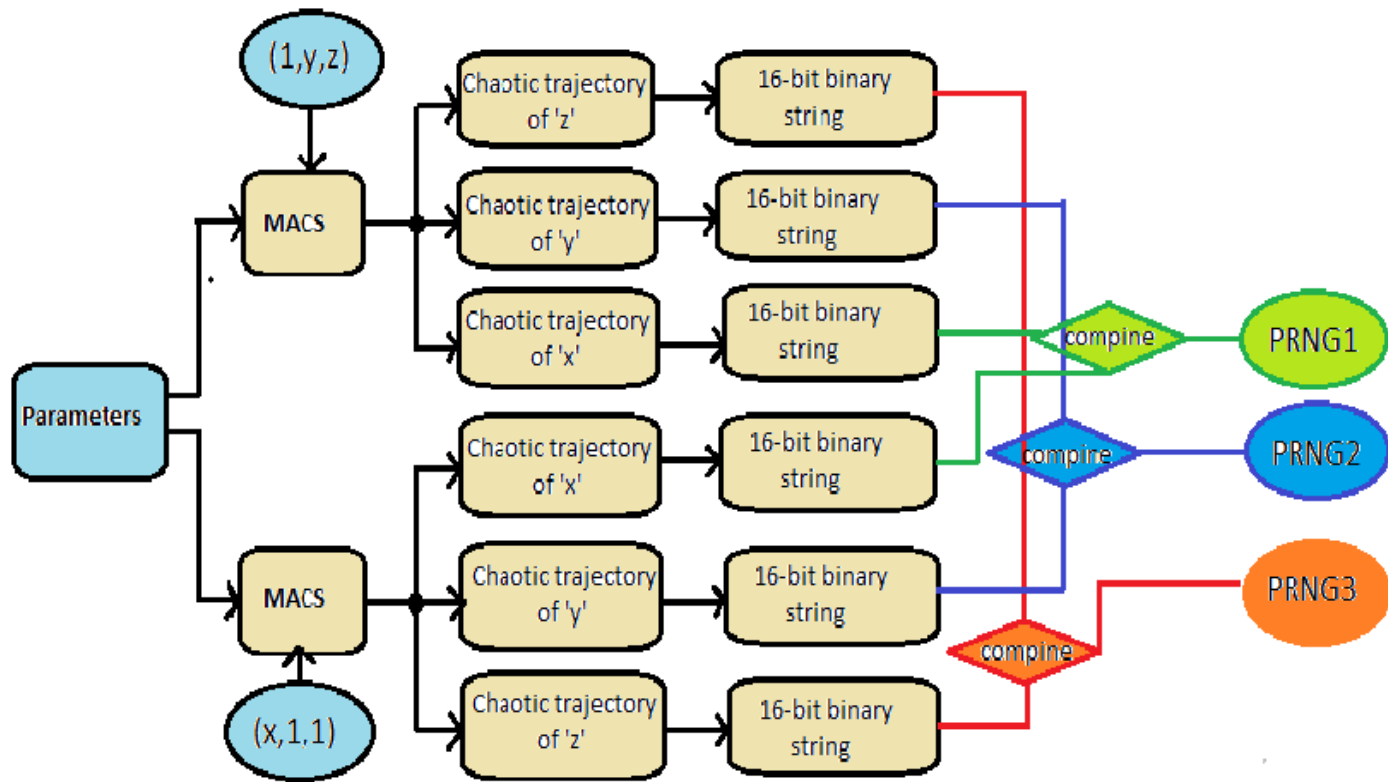 (1,y,z)
Chaotic trajectory
of 'z'
16-bit binary
string
MACS
Chaotic trajectory
of 'y'
16-bit binary
string
Chaotic trajectory
of 'x'
16-bit binary
string
compine
PRNG1
Parameters
Chaotic trajectory
of 'x'
16-bit binary
string
compine
PRNG2
MACS
Chaotic trajectory
of 'y'
16-bit binary
string
compine
PRNG3
(x,1,1)
Chaotic trajectory
of 'z'
16-bit binary
string